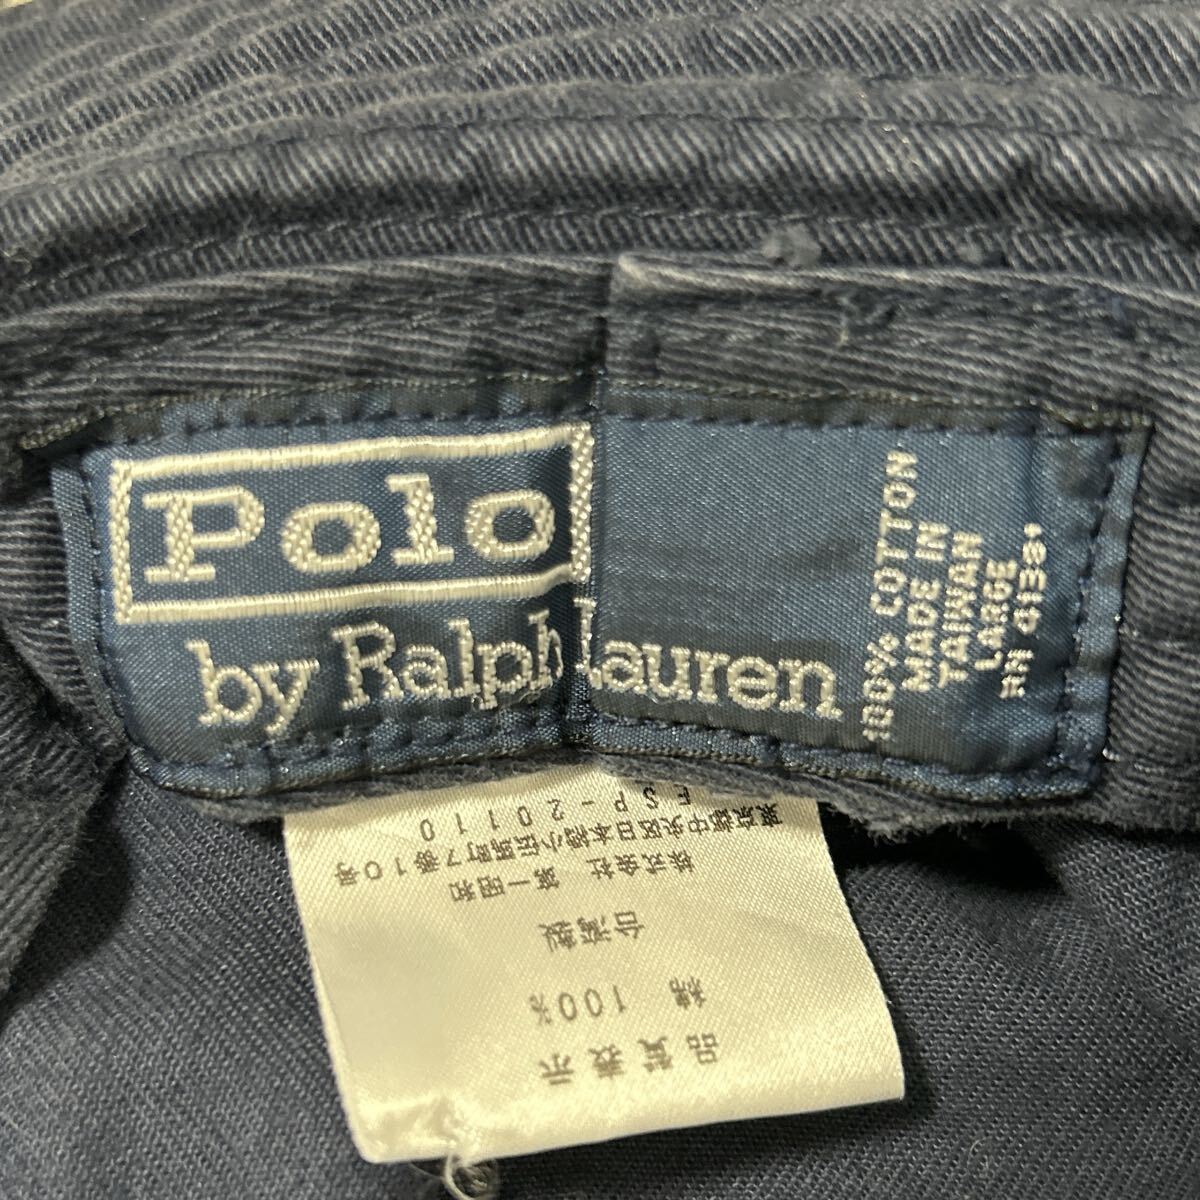 Polo
by Ralph Lauren
100% COTTON
MADE IN
TAIWAN
LARGE
RN 41381
品質表示
綿 100%
台湾製
株式会社 第一昭和
東京都中央区日本橋小伝馬町7番10号
FSP-20110